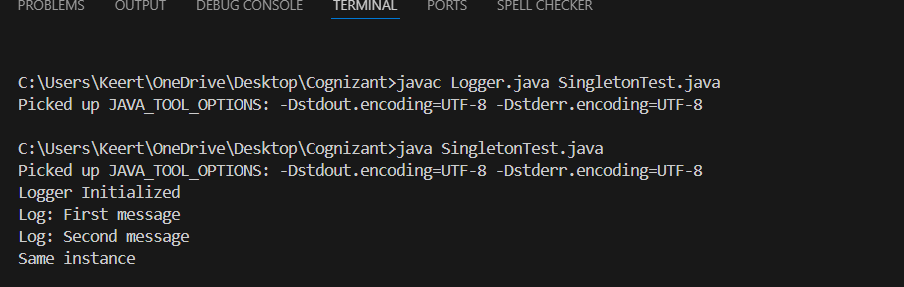 PROBLEMS OUTPUT DEBUG CONSOLE TERMINAL PORTS SPELL CHECKER
C:\Users\Keert\OneDrive\Desktop\Cognizant>javac Logger.java SingletonTest.java
Picked up JAVA_TOOL_OPTIONS: -Dstdout.encoding=UTF-8 -Dstderr.encoding=UTF-8
C:\Users\Keert\OneDrive\Desktop\Cognizant>java SingletonTest.java
Picked up JAVA_TOOL_OPTIONS: -Dstdout.encoding=UTF-8 -Dstderr.encoding=UTF-8
Logger Initialized
Log: First message
Log: Second message
Same instance